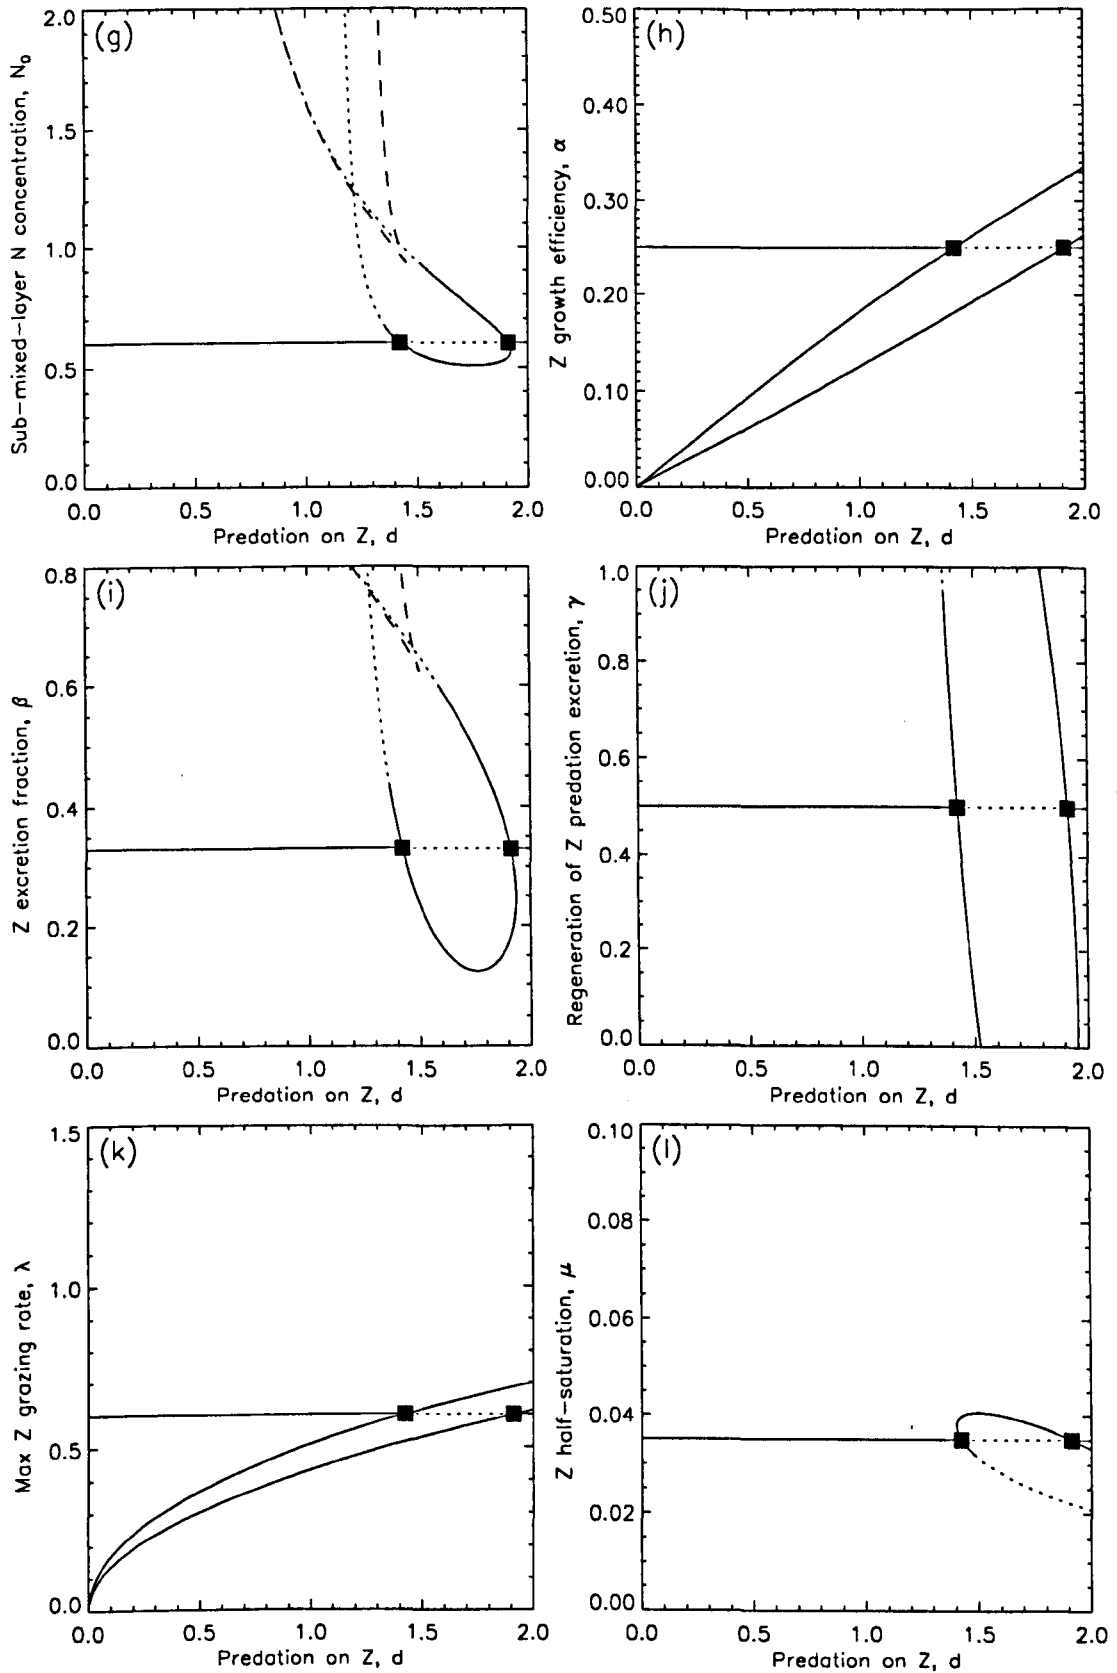 (g)
Sub-mixed-layer N concentration, N₀
2.0
1.5
1.0
0.5
0.0
0.0 0.5 1.0 1.5 2.0
Predation on Z, d
(h)
Z growth efficiency, α
0.50
0.40
0.30
0.20
0.10
0.00
0.0 0.5 1.0 1.5 2.0
Predation on Z, d
(i)
Z excretion fraction, β
0.8
0.6
0.4
0.2
0.0
0.0 0.5 1.0 1.5 2.0
Predation on Z, d
(j)
Regeneration of Z predation excretion, γ
1.0
0.8
0.6
0.4
0.2
0.0
0.0 0.5 1.0 1.5 2.0
Predation on Z, d
(k)
Max Z grazing rate, λ
1.5
1.0
0.5
0.0
0.0 0.5 1.0 1.5 2.0
Predation on Z, d
(l)
Z half-saturation, μ
0.10
0.08
0.06
0.04
0.02
0.00
0.0 0.5 1.0 1.5 2.0
Predation on Z, d